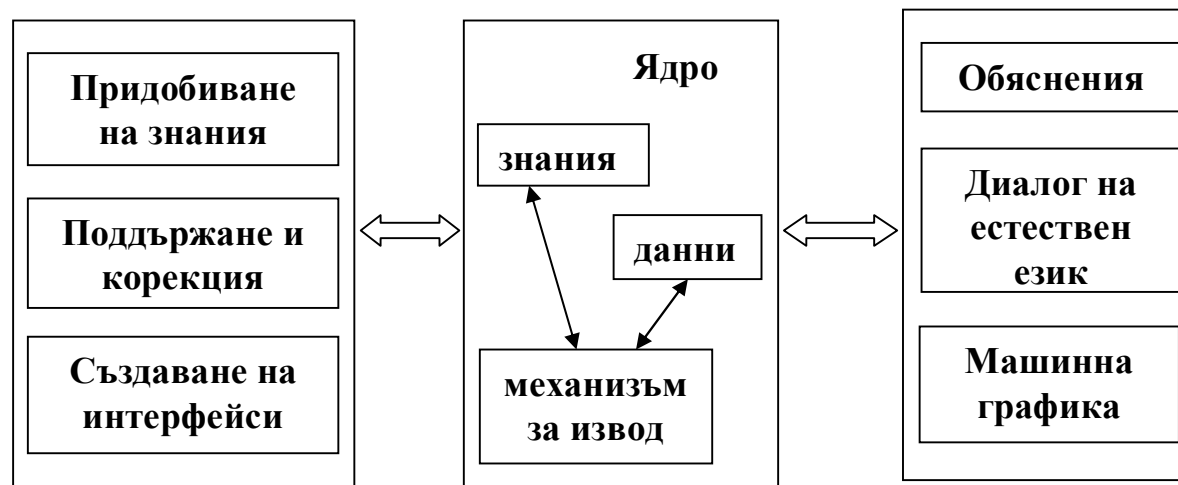 Придобиване
на знания
Поддържане и
корекция
Създаване на
интерфейси
Ядро
знания
данни
механизъм
за извод
Обяснения
Диалог на
естествен
език
Машинна
графика